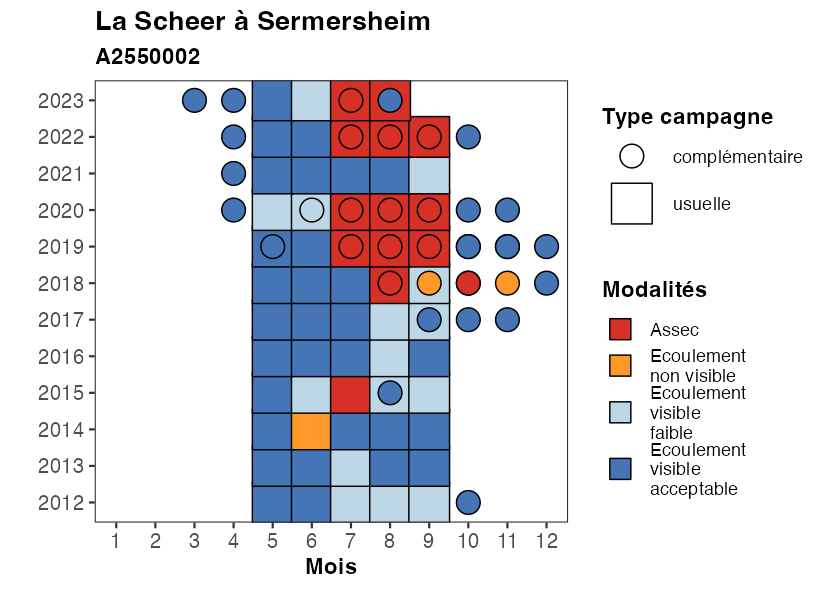 La Scheer à Sermersheim
A2550002
2023
2022
2021
2020
2019
2018
2017
2016
2015
2014
2013
2012
1 2 3 4 5 6 7 8 9 10 11 12
Mois
Type campagne
complémentaire
usuelle
Modalités
Assec
Ecoulement
non visible
Ecoulement
visible
faible
Ecoulement
visible
acceptable